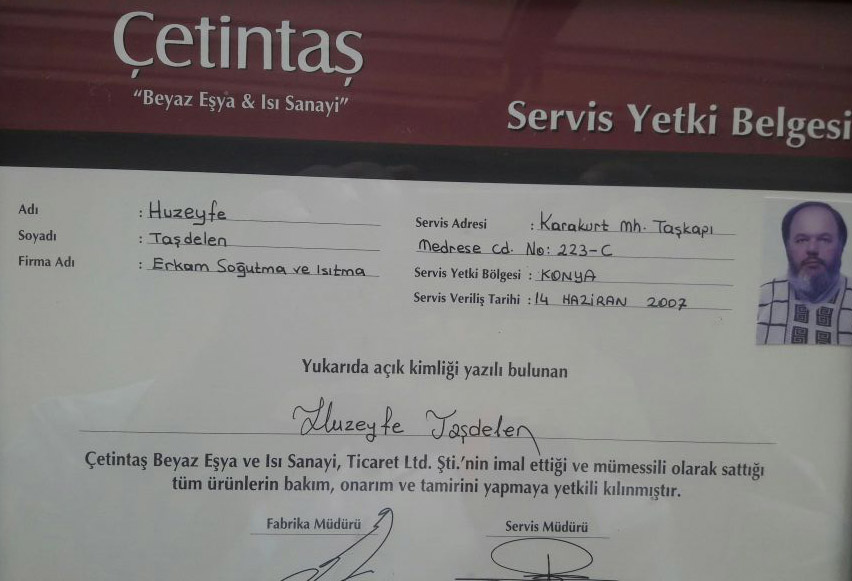 Çetintaş
“Beyaz Eşya & Isı Sanayi”
Servis Yetki Belgesi
Adı : Huzeyfe
Soyadı : Taşdelen
Firma Adı : Erkam Soğutma ve Isıtma
Servis Adresi : Karakurt mh. Taşkapı
Medrese cd. No: 223-C
Servis Yetki Bölgesi : KONYA
Servis Veriliş Tarihi : 14 HAZİRAN 2007
Yukarıda açık kimliği yazılı bulunan
Huzeyfe Taşdelen
Çetintaş Beyaz Eşya ve Isı Sanayi, Ticaret Ltd. Şti.’nin imal ettiği ve mümessili olarak sattığı
tüm ürünlerin bakım, onarım ve tamirini yapmaya yetkili kılınmıştır.
Fabrika Müdürü
Servis Müdürü